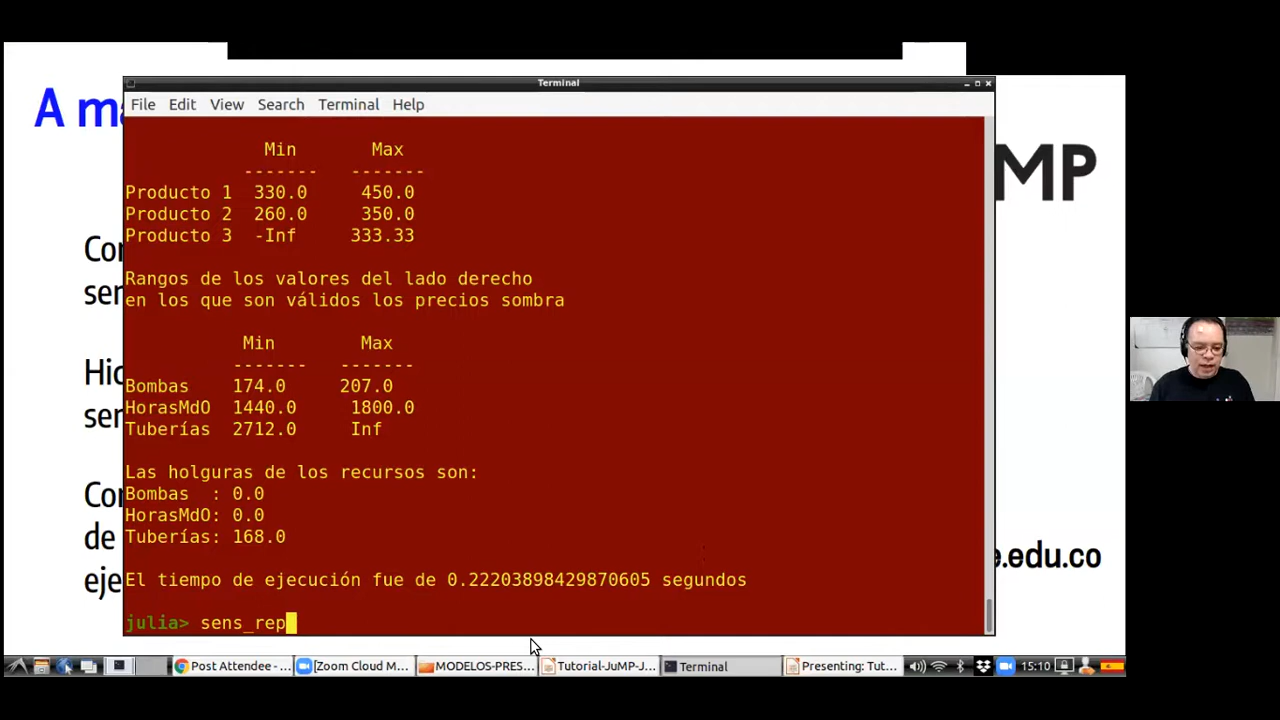 Terminal
File Edit View Search Terminal Help
A ma
MP
Min Max
------- -------
Producto 1 330.0 450.0
Producto 2 260.0 350.0
Producto 3 -Inf 333.33
Rangos de los valores del lado derecho
en los que son válidos los precios sombra
Min Max
------- -------
Bombas 174.0 207.0
HorasMdO 1440.0 1800.0
Tuberías 2712.0 Inf
Las holguras de los recursos son:
Bombas : 0.0
HorasMdO: 0.0
Tuberías: 168.0
El tiempo de ejecución fue de 0.22203898429870605 segundos
julia> sens_rep
Con
sen
Hic
sen
Con
de
eje
e.edu.co
Post Attendee - ... [Zoom Cloud M... MODELOS-PRES... Tutorial-JuMP-J... Terminal Presenting: Tut... 15:10